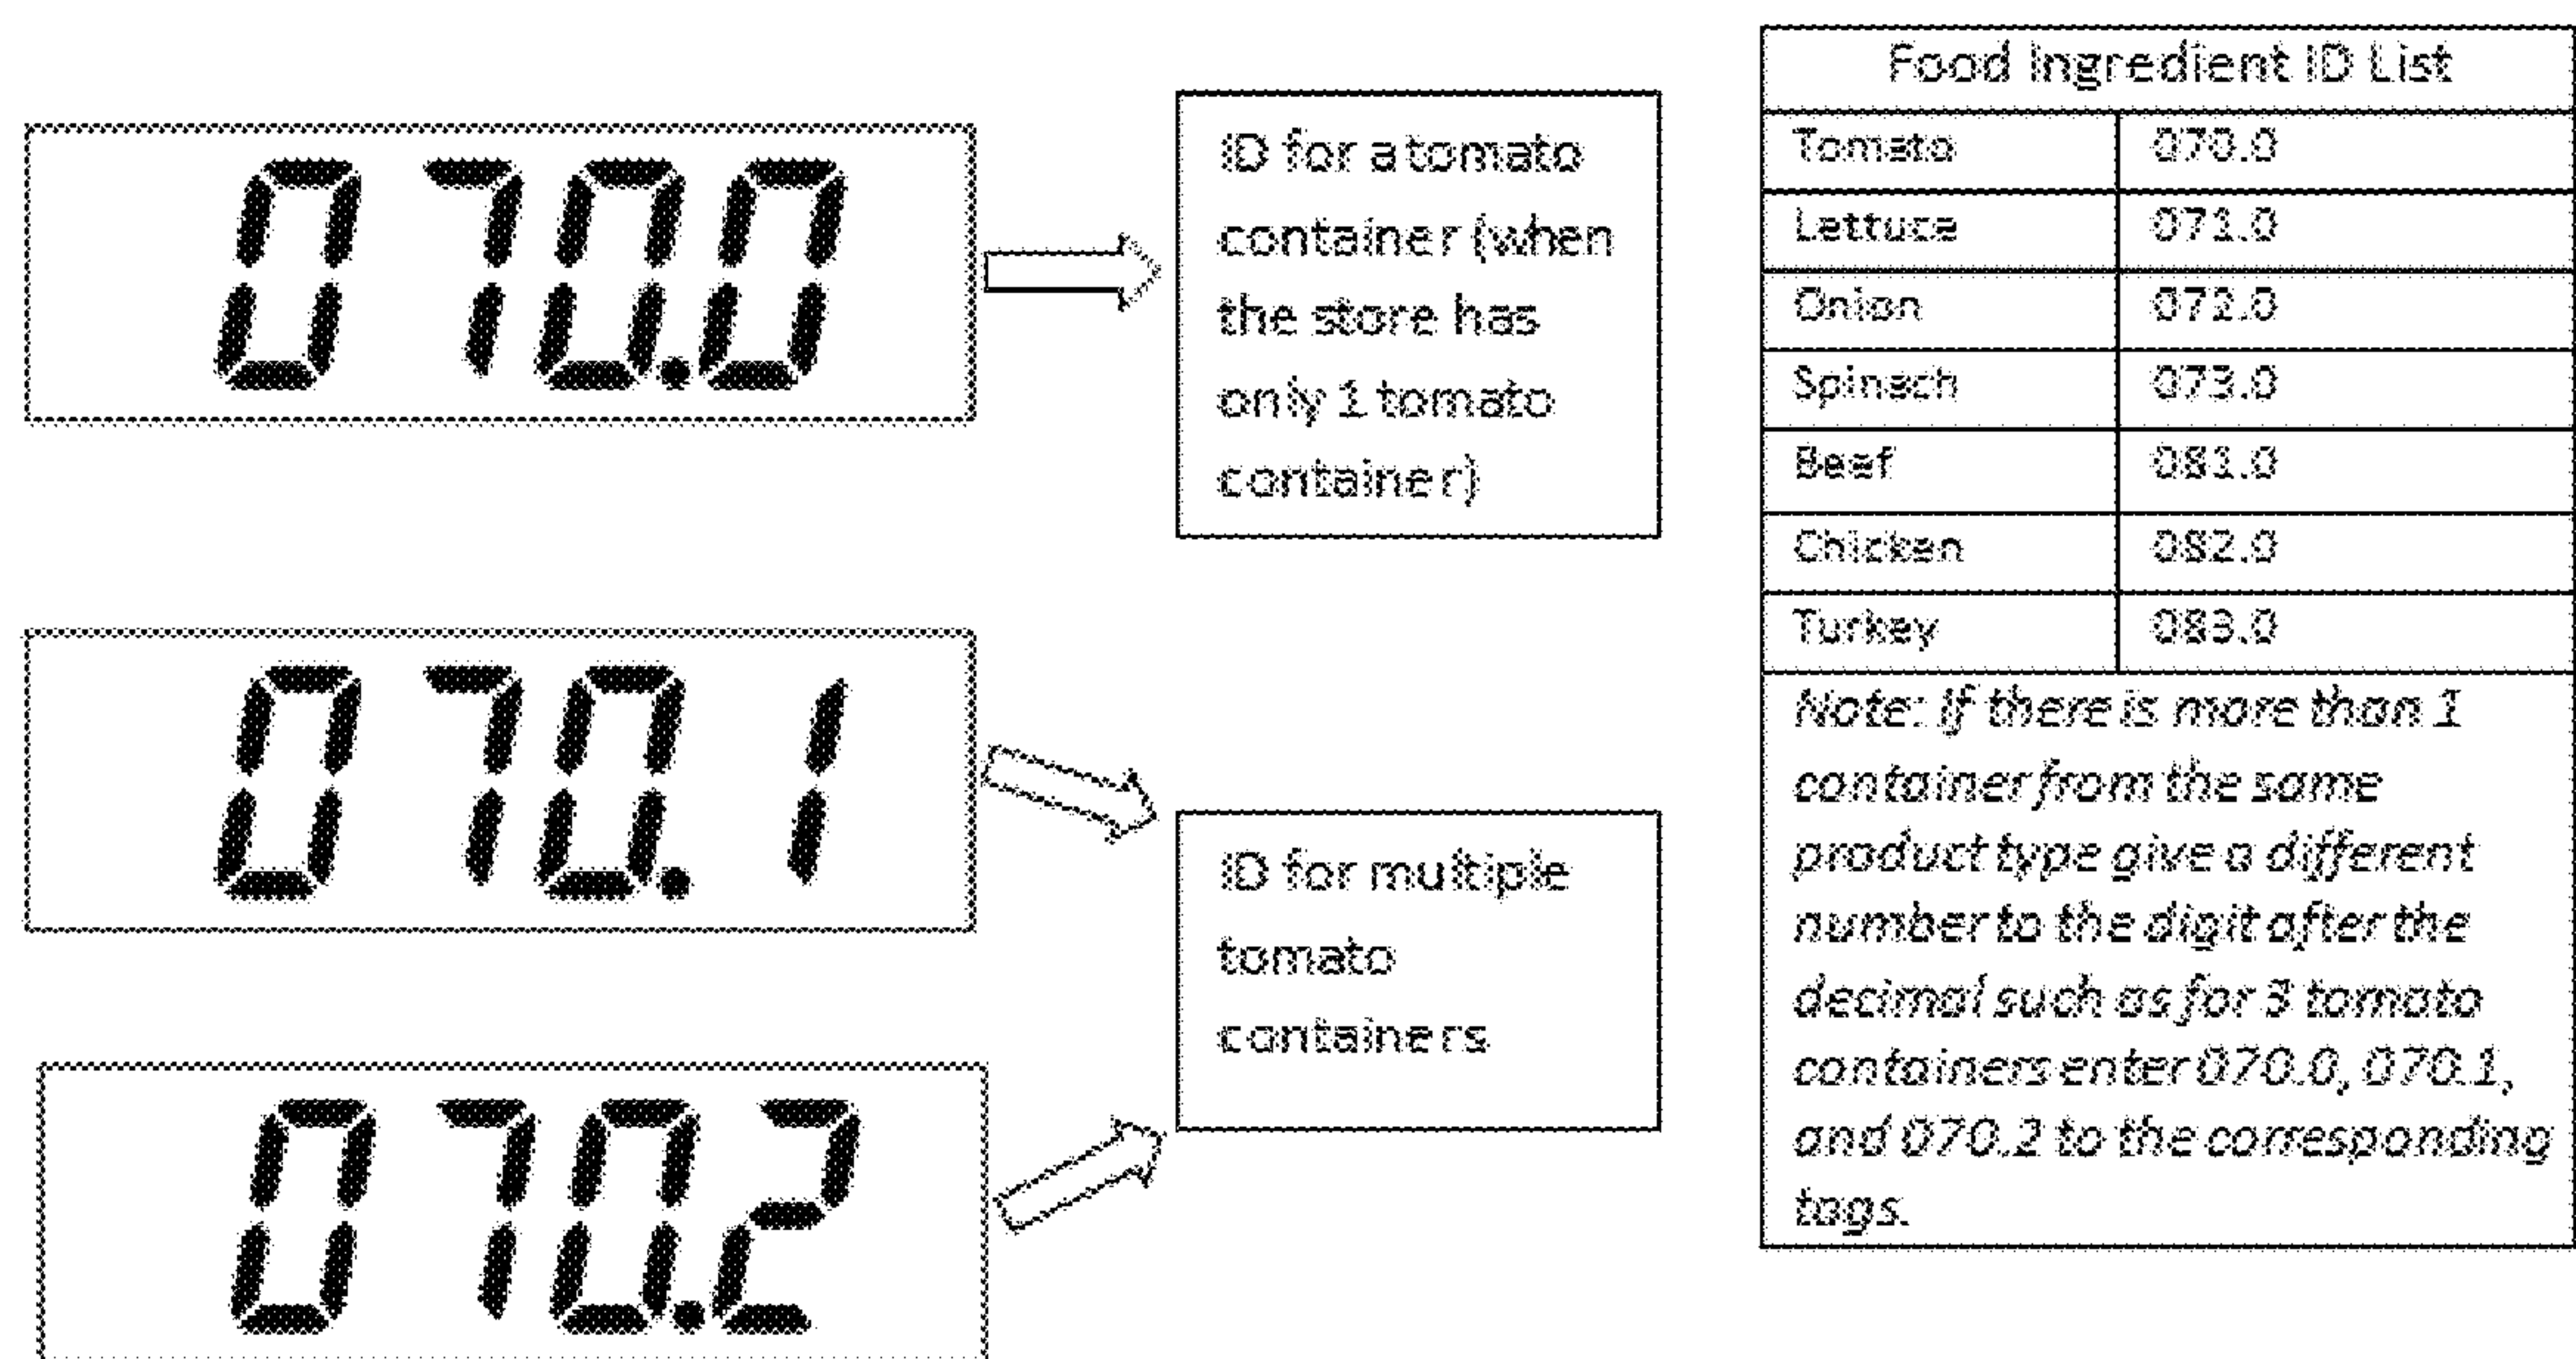 070.0
ID for a tomato
container (when
the store has
only 1 tomato
container)
070.1
070.2
ID for multiple
tomato
containers
Food Ingredient ID List
Tomato 070.0
Lettuce 071.0
Onion 072.0
Spinach 073.0
Beef 081.0
Chicken 082.0
Turkey 083.0
Note: If there is more than 1
container from the same
product type give a different
number to the digit after the
decimal such as for 3 tomato
containers enter 070.0, 070.1,
and 070.2 to the corresponding
tags.